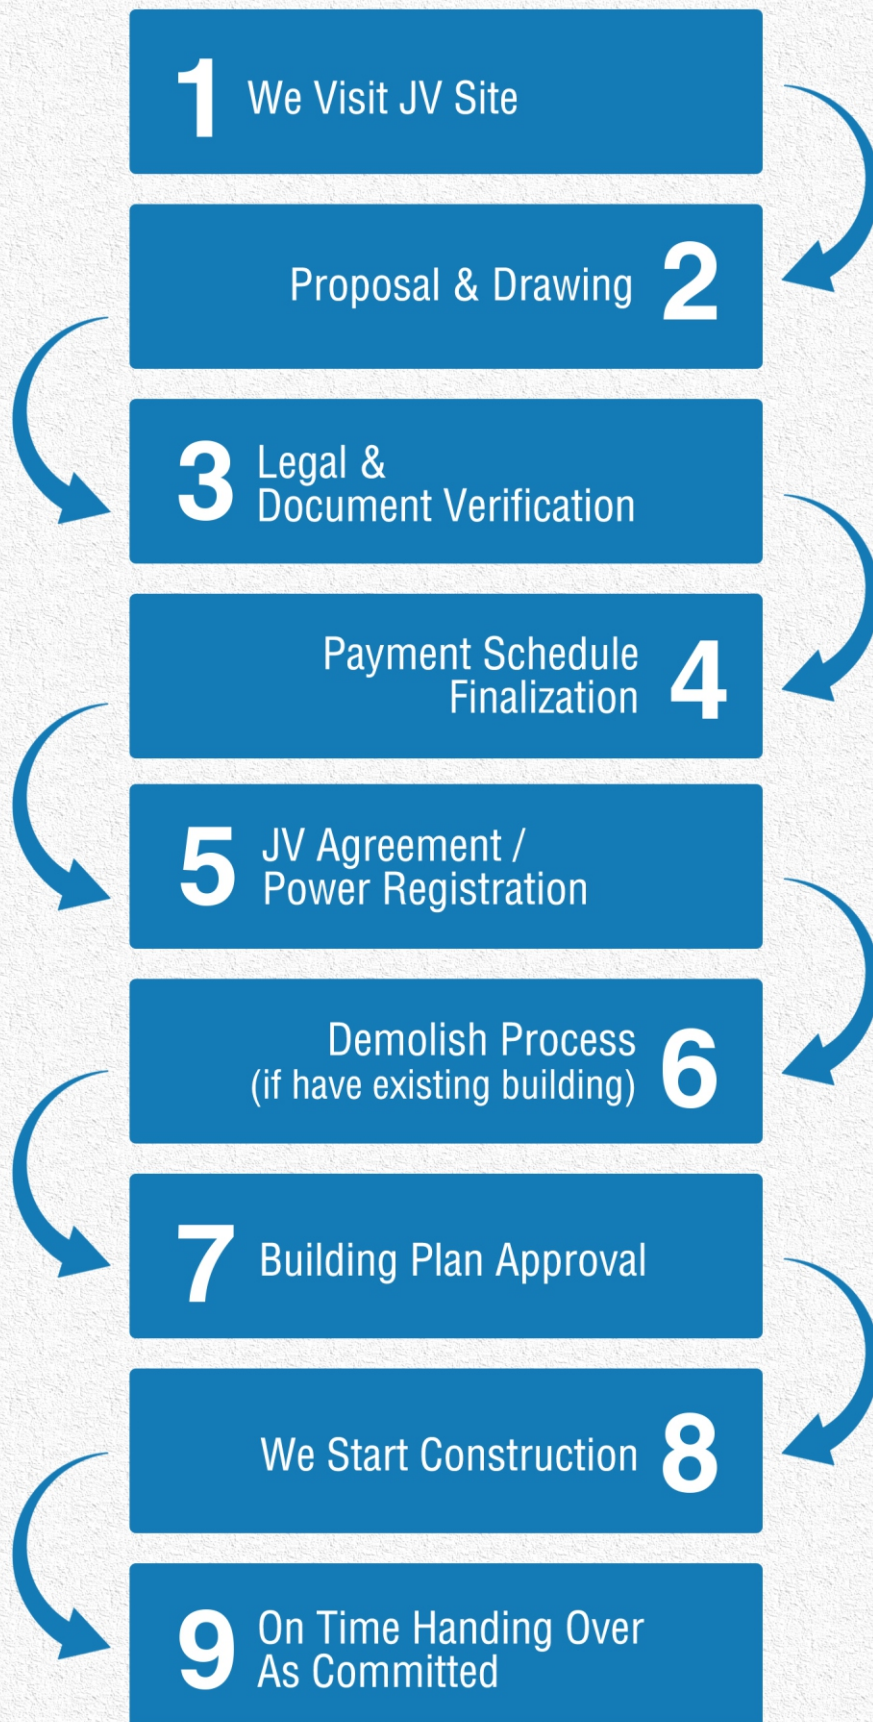 1 We Visit JV Site
Proposal & Drawing 2
3 Legal &
Document Verification
Payment Schedule
Finalization 4
5 JV Agreement /
Power Registration
Demolish Process
(if have existing building) 6
7 Building Plan Approval
We Start Construction 8
9 On Time Handing Over
As Committed